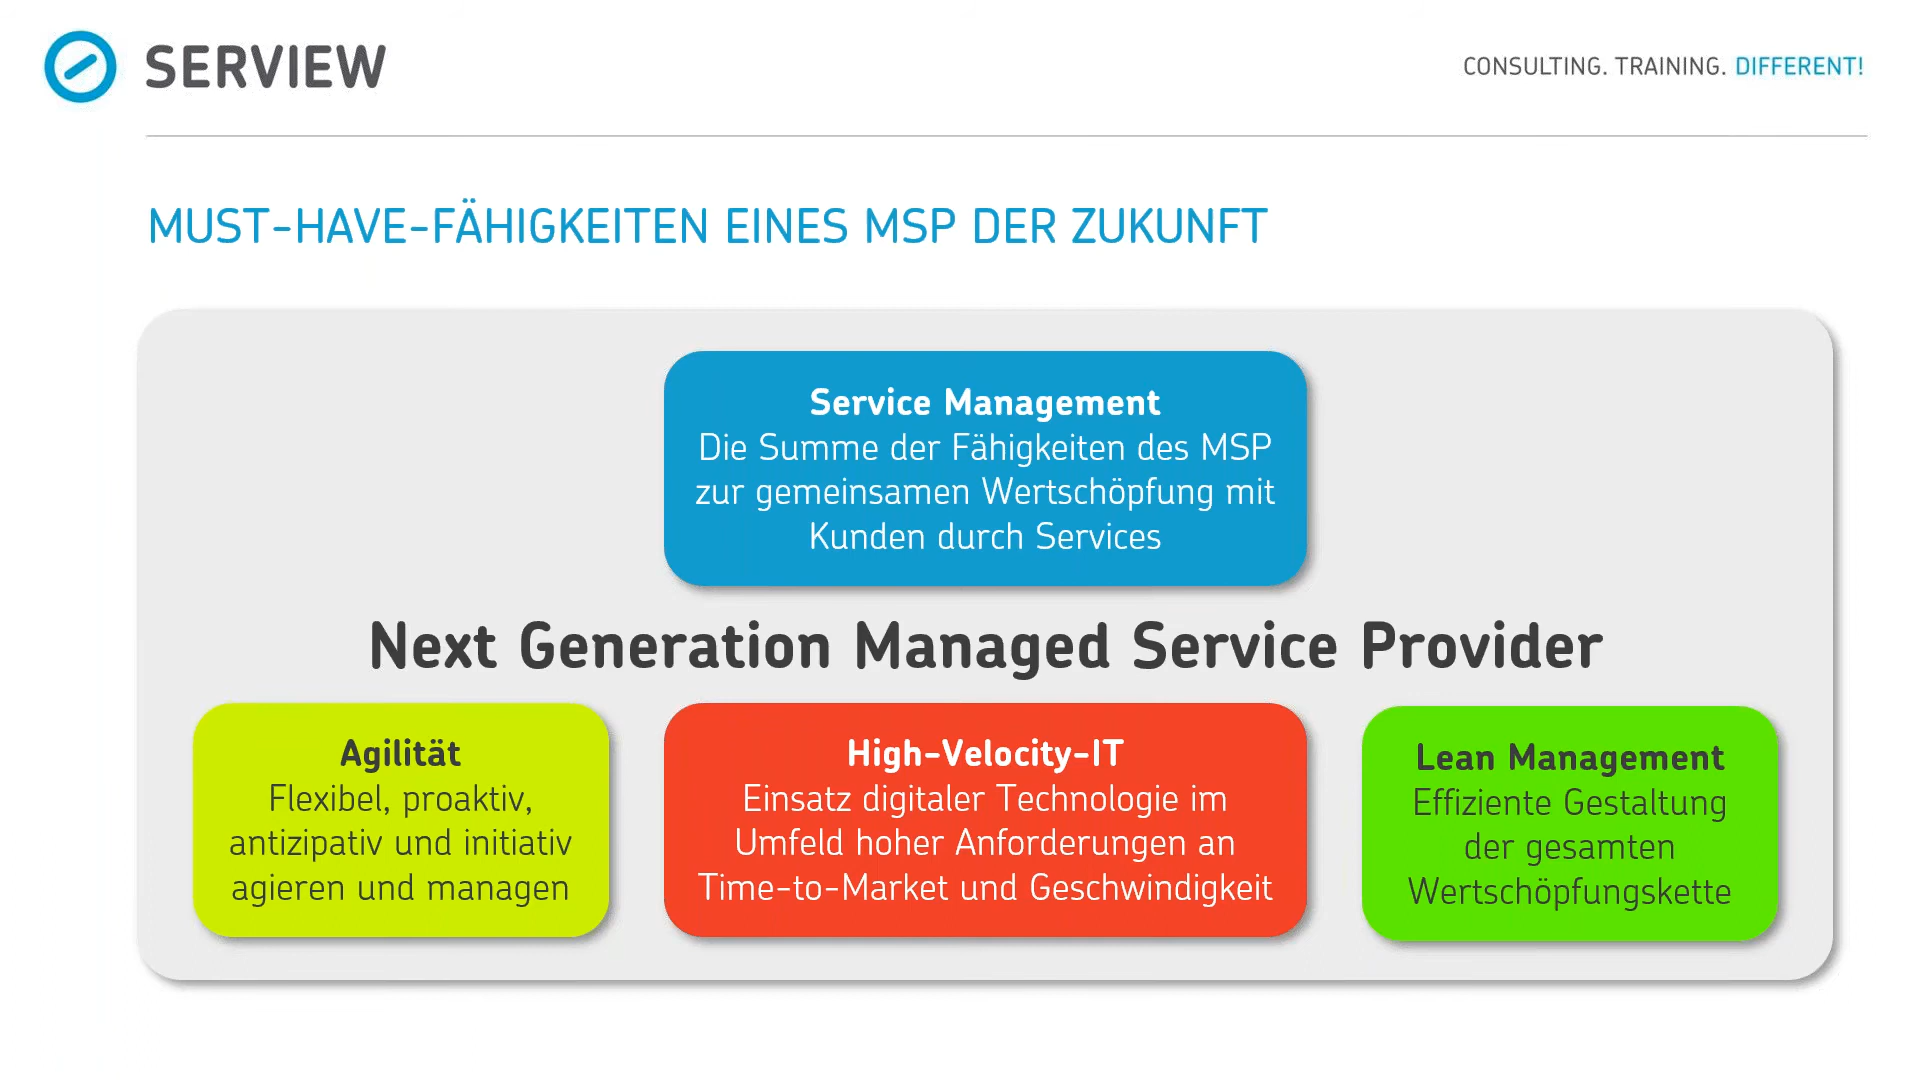 SERVIEW
CONSULTING. TRAINING. DIFFERENT!
MUST-HAVE-FÄHIGKEITEN EINES MSP DER ZUKUNFT
Service Management
Die Summe der Fähigkeiten des MSP
zur gemeinsamen Wertschöpfung mit
Kunden durch Services
Next Generation Managed Service Provider
Agilität
Flexibel, proaktiv,
antizipativ und initiativ
agieren und managen
High-Velocity-IT
Einsatz digitaler Technologie im
Umfeld hoher Anforderungen an
Time-to-Market und Geschwindigkeit
Lean Management
Effiziente Gestaltung
der gesamten
Wertschöpfungskette